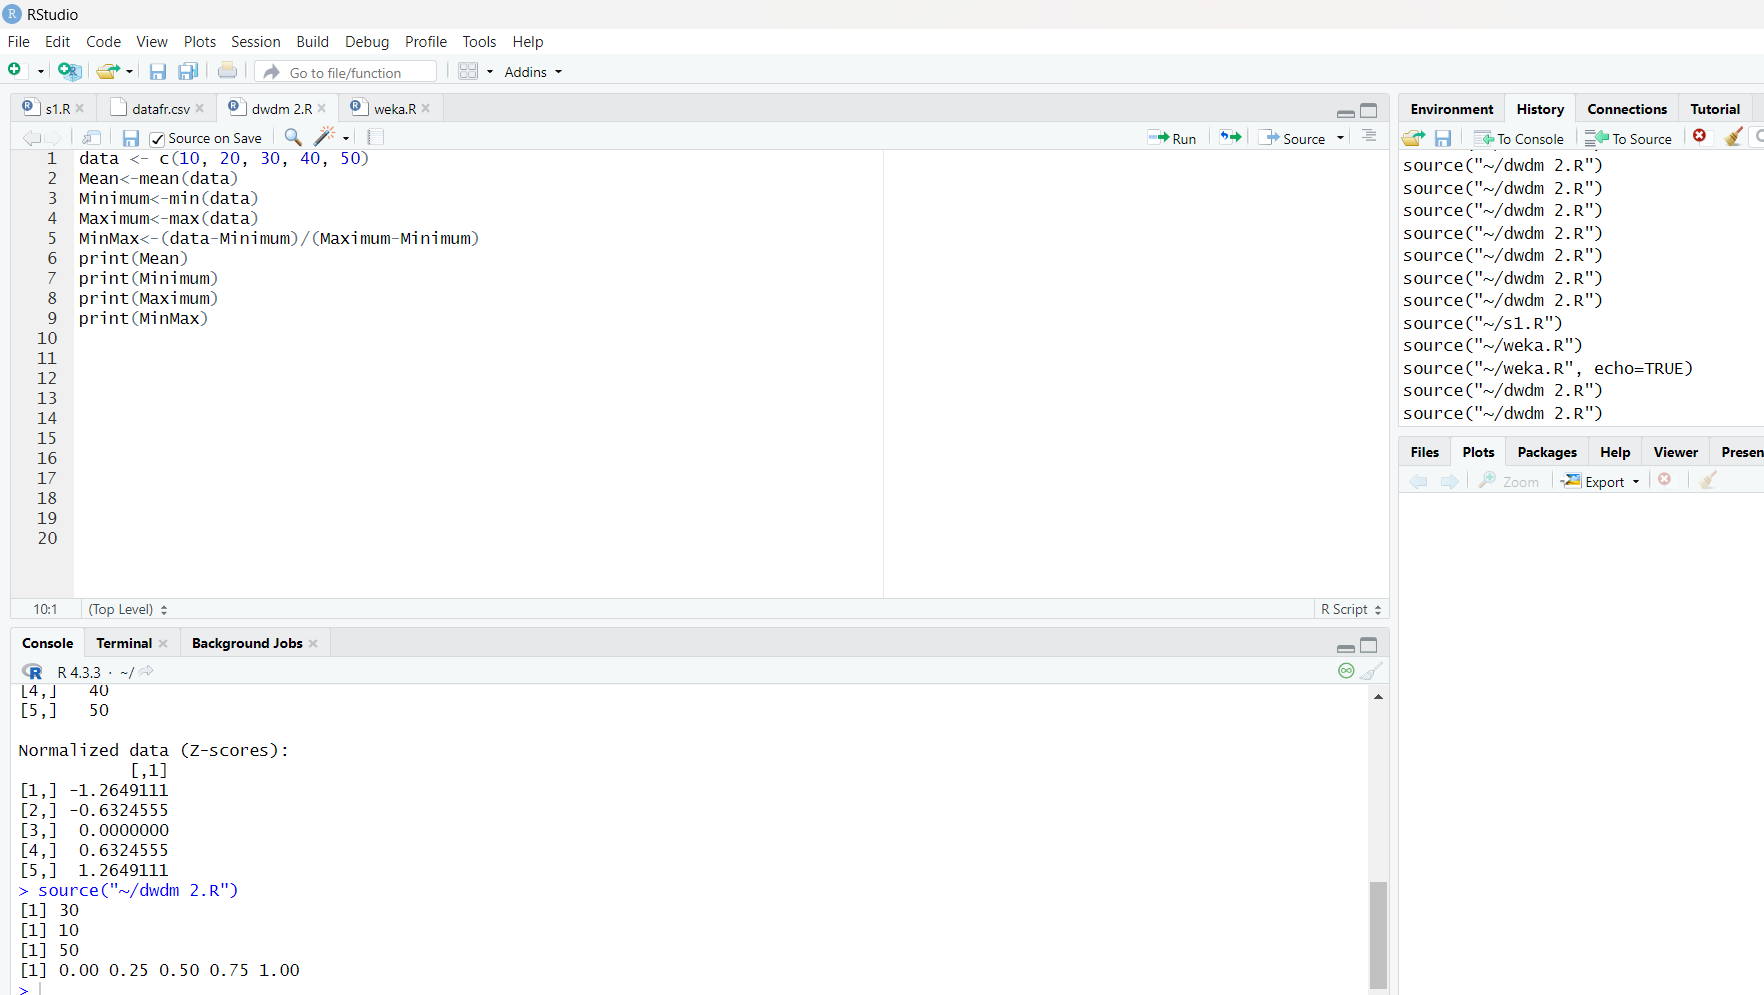 RStudio
File Edit Code View Plots Session Build Debug Profile Tools Help
Go to file/function Addins
s1.R datafr.csv dwdm 2.R weka.R
Source on Save Run Source
1 data <- c(10, 20, 30, 40, 50)
2 Mean<-mean(data)
3 Minimum<-min(data)
4 Maximum<-max(data)
5 MinMax<-(data-Minimum)/(Maximum-Minimum)
6 print(Mean)
7 print(Minimum)
8 print(Maximum)
9 print(MinMax)
10
11
12
13
14
15
16
17
18
19
20
10:1 (Top Level) R Script
Console Terminal Background Jobs
R 4.3.3 · ~/
[4,] 40
[5,] 50
Normalized data (Z-scores):
[,1]
[1,] -1.2649111
[2,] -0.6324555
[3,] 0.0000000
[4,] 0.6324555
[5,] 1.2649111
> source("~/dwdm 2.R")
[1] 30
[1] 10
[1] 50
[1] 0.00 0.25 0.50 0.75 1.00
>
Environment History Connections Tutorial
To Console To Source
source("~/dwdm 2.R")
source("~/dwdm 2.R")
source("~/dwdm 2.R")
source("~/dwdm 2.R")
source("~/dwdm 2.R")
source("~/dwdm 2.R")
source("~/dwdm 2.R")
source("~/s1.R")
source("~/weka.R")
source("~/weka.R", echo=TRUE)
source("~/dwdm 2.R")
source("~/dwdm 2.R")
Files Plots Packages Help Viewer Presen
Zoom Export